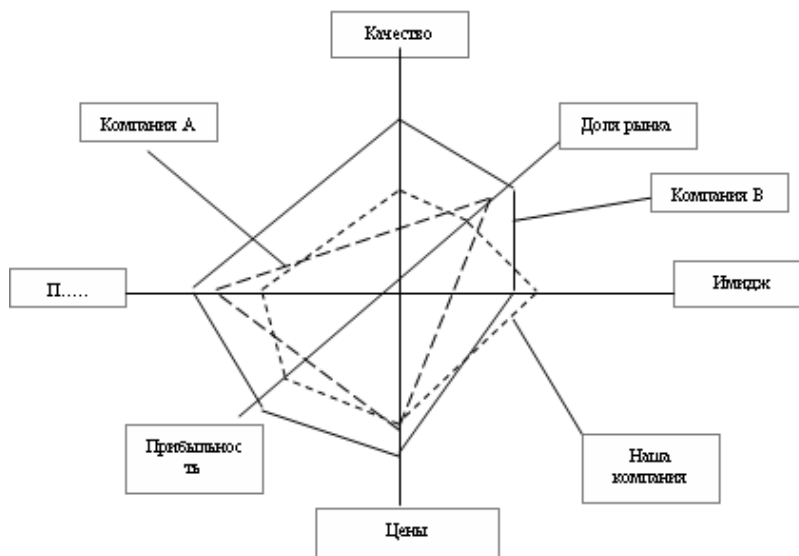 Качество
Компания А
Доля рынка
Компания В
П.....
Имидж
Прибыльнос
ть
Наша
компания
Цены